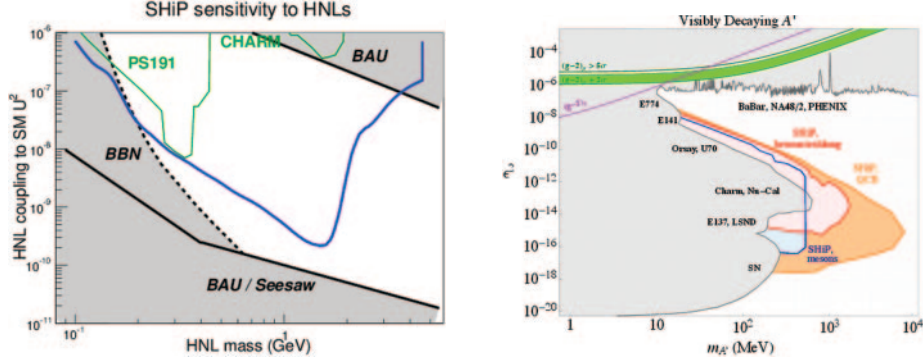 SHiP sensitivity to HNLs
HNL coupling to SM U²
10⁻⁶
10⁻⁷
10⁻⁸
10⁻⁹
10⁻¹⁰
10⁻¹¹
PS191
CHARM
BAU
BBN
BAU / Seesaw
10⁻¹
1
10
HNL mass (GeV)
Visibly Decaying A'
10⁻⁴
10⁻⁶
10⁻⁸
10⁻¹⁰
10⁻¹²
10⁻¹⁴
10⁻¹⁶
10⁻¹⁸
10⁻²⁰
E774
BaBar, NA48/2, PHENIX
E141
SHiP,
bremsstrahlung
Orsay, U70
SHiP,
QCD
Charm, Nu-Cal
E137, LSND
SHiP,
mesons
SN
1
10
10²
10³
10⁴
m_A' (MeV)